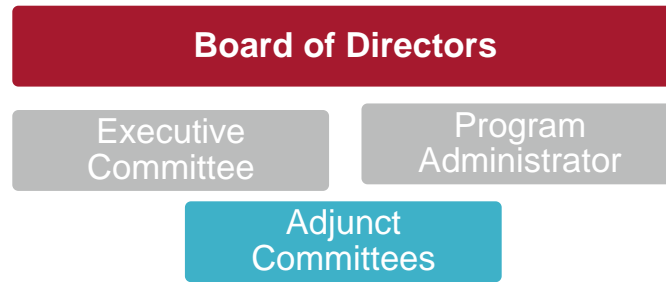 Board of Directors
Executive
Committee
Program
Administrator
Adjunct
Committees